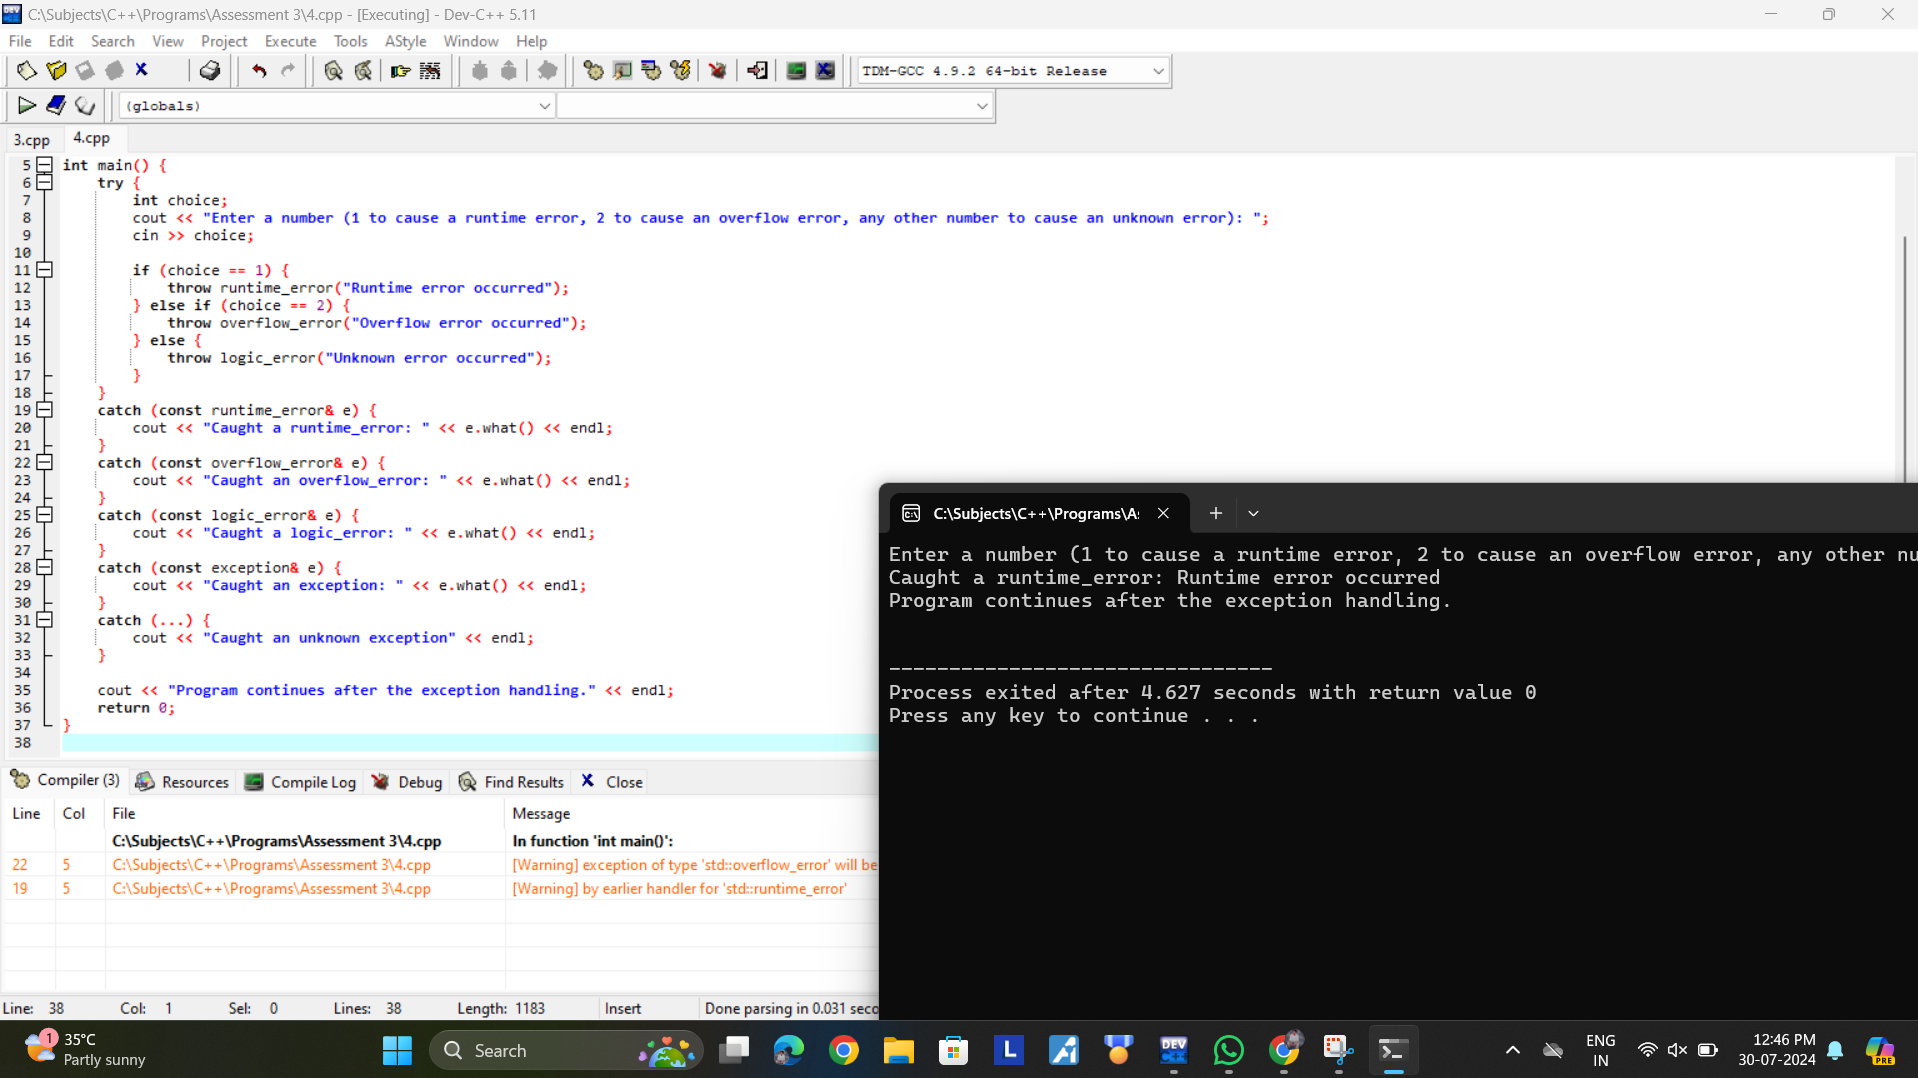 C:\Subjects\C++\Programs\Assessment 3\4.cpp - [Executing] - Dev-C++ 5.11
File Edit Search View Project Execute Tools AStyle Window Help
TDM-GCC 4.9.2 64-bit Release
(globals)
3.cpp 4.cpp
5 int main() {
6 try {
7 int choice;
8 cout << "Enter a number (1 to cause a runtime error, 2 to cause an overflow error, any other number to cause an unknown error): ";
9 cin >> choice;
10
11 if (choice == 1) {
12 throw runtime_error("Runtime error occurred");
13 } else if (choice == 2) {
14 throw overflow_error("Overflow error occurred");
15 } else {
16 throw logic_error("Unknown error occurred");
17 }
18 }
19 catch (const runtime_error& e) {
20 cout << "Caught a runtime_error: " << e.what() << endl;
21 }
22 catch (const overflow_error& e) {
23 cout << "Caught an overflow_error: " << e.what() << endl;
24 }
25 catch (const logic_error& e) {
26 cout << "Caught a logic_error: " << e.what() << endl;
27 }
28 catch (const exception& e) {
29 cout << "Caught an exception: " << e.what() << endl;
30 }
31 catch (...) {
32 cout << "Caught an unknown exception" << endl;
33 }
34
35 cout << "Program continues after the exception handling." << endl;
36 return 0;
37 }
38
C:\Subjects\C++\Programs\A
Enter a number (1 to cause a runtime error, 2 to cause an overflow error, any other nu
Caught a runtime_error: Runtime error occurred
Program continues after the exception handling.
--------------------------------
Process exited after 4.627 seconds with return value 0
Press any key to continue . . .
Compiler (3) Resources Compile Log Debug Find Results Close
Line Col File Message
C:\Subjects\C++\Programs\Assessment 3\4.cpp In function 'int main()':
22 5 C:\Subjects\C++\Programs\Assessment 3\4.cpp [Warning] exception of type 'std::overflow_error' will be
19 5 C:\Subjects\C++\Programs\Assessment 3\4.cpp [Warning] by earlier handler for 'std::runtime_error'
Line: 38 Col: 1 Sel: 0 Lines: 38 Length: 1183 Insert Done parsing in 0.031 seco
1 35°C
Partly sunny
Search
L
DEV
ENG
IN
12:46 PM
30-07-2024
PRE